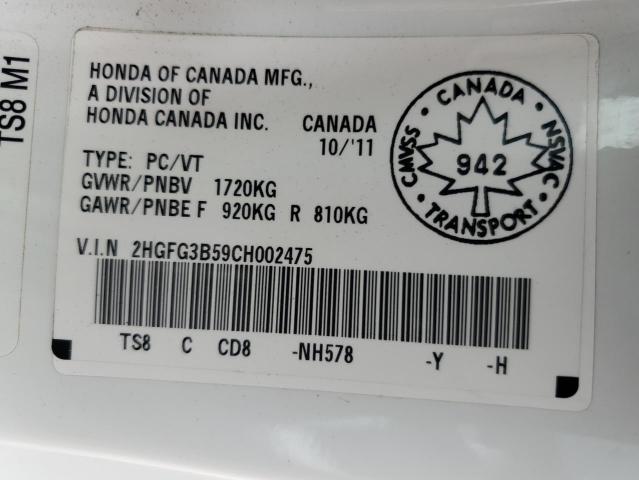 TS8 M1
HONDA OF CANADA MFG.,
A DIVISION OF
HONDA CANADA INC. CANADA
10/'11
TYPE: PC/VT
GVWR/PNBV 1720KG
GAWR/PNBE F 920KG R 810KG
V.I.N 2HGFG3B59CH002475
TS8 C CD8 -NH578 -Y -H
CANADA
CMVSS 942 NSVAC
TRANSPORT